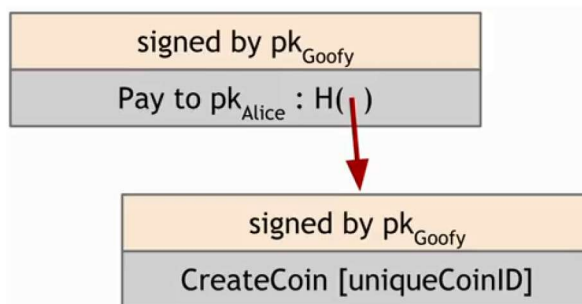 signed by pkGoofy
Pay to pkAlice : H( )
signed by pkGoofy
CreateCoin [uniqueCoinID]